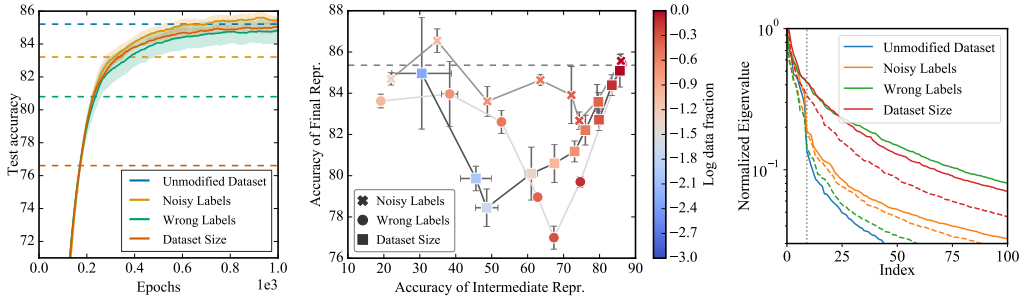 86
84
82
80
78
76
74
72
0.0
0.2
0.4
0.6
0.8
1.0
1e3
Test accuracy
Epochs
Unmodified Dataset
Noisy Labels
Wrong Labels
Dataset Size
88
86
84
82
80
78
76
10
20
30
40
50
60
70
80
90
Accuracy of Final Repr.
Accuracy of Intermediate Repr.
Noisy Labels
Wrong Labels
Dataset Size
0.0
−0.3
−0.6
−0.9
−1.2
−1.5
−1.8
−2.1
−2.4
−2.7
−3.0
Log data fraction
10⁰
10⁻¹
0
25
50
75
100
Normalized Eigenvalue
Index
Unmodified Dataset
Noisy Labels
Wrong Labels
Dataset Size